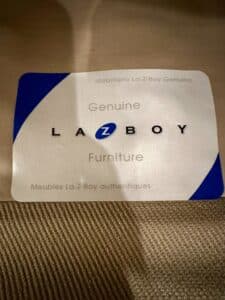 Genuine
LA Z BOY
Furniture
Meubles La-Z-Boy authentiques